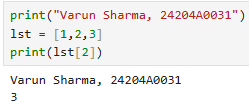 print("Varun Sharma, 24204A0031")
lst = [1,2,3]
print(lst[2])
Varun Sharma, 24204A0031
3